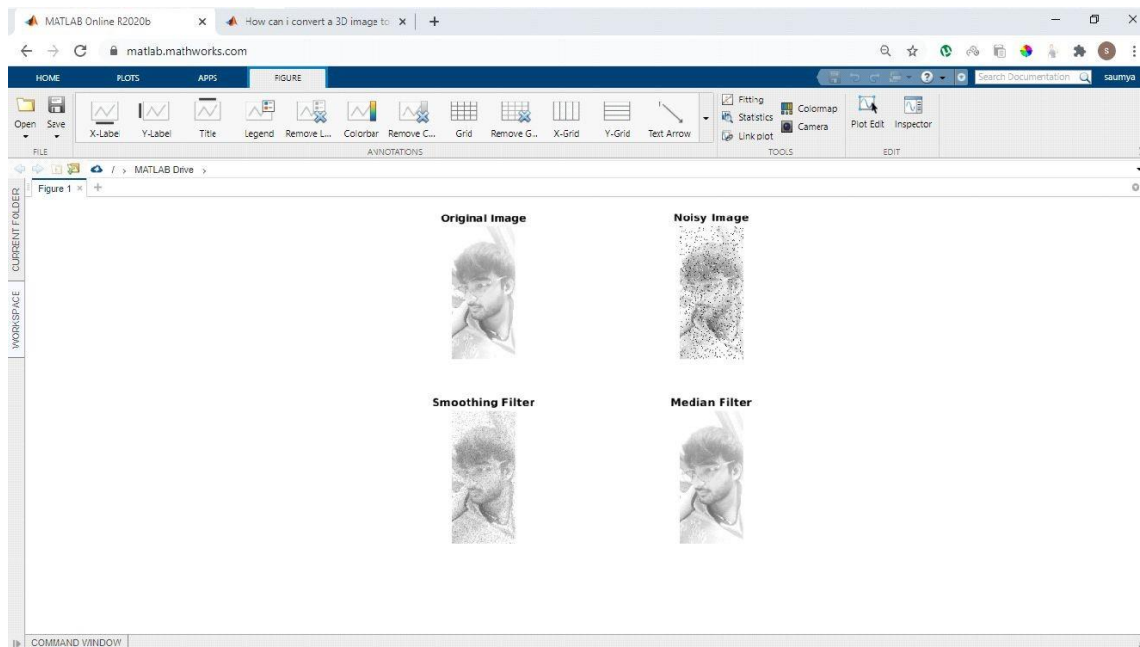 MATLAB Online R2020b
How can i convert a 3D image to
matlab.mathworks.com
S
HOME PLOTS APPS FIGURE
? Search Documentation saumya
Open Save X-Label Y-Label Title Legend Remove L... Colorbar Remove C... Grid Remove G... X-Grid Y-Grid Text Arrow
Fitting
Statistics
Link plot
Colormap
Camera
Plot Edit Inspector
FILE ANNOTATIONS TOOLS EDIT
/ › MATLAB Drive ›
Figure 1 × +
CURRENT FOLDER
WORKSPACE
Original Image Noisy Image
Smoothing Filter Median Filter
COMMAND WINDOW